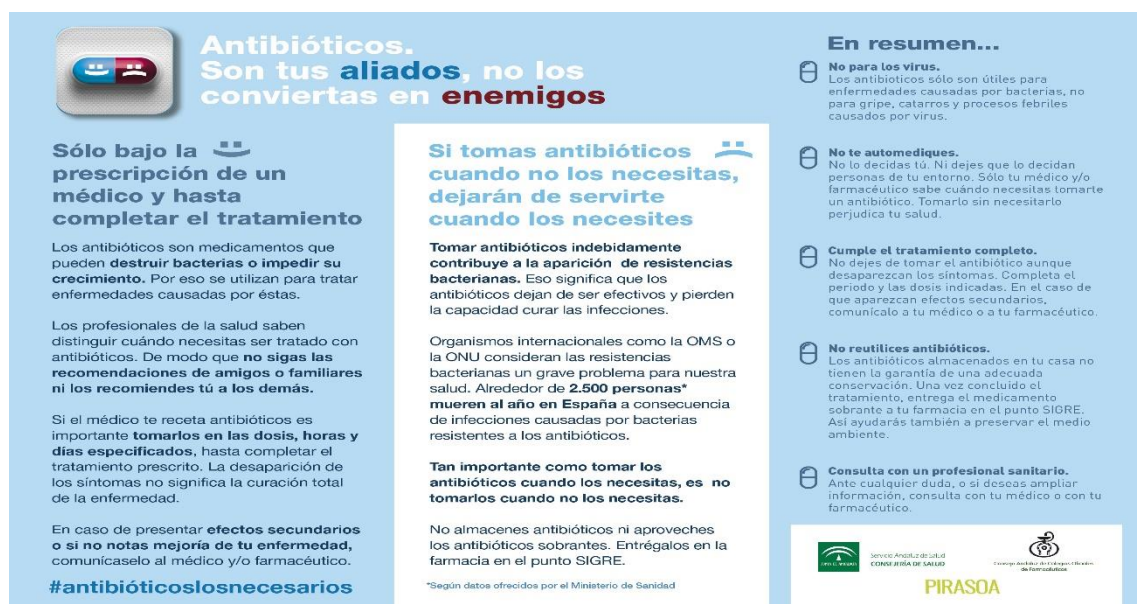 Antibióticos.
Son tus aliados, no los
conviertas en enemigos
Sólo bajo la
prescripción de un
médico y hasta
completar el tratamiento
Los antibióticos son medicamentos que
pueden destruir bacterias o impedir su
crecimiento. Por eso se utilizan para tratar
enfermedades causadas por éstas.
Los profesionales de la salud saben
distinguir cuándo necesitas ser tratado con
antibióticos. De modo que no sigas las
recomendaciones de amigos o familiares
ni los recomiendes tú a los demás.
Si el médico te receta antibióticos es
importante tomarlos en las dosis, horas y
días especificados, hasta completar el
tratamiento prescrito. La desaparición de
los síntomas no significa la curación total
de la enfermedad.
En caso de presentar efectos secundarios
o si no notas mejoría de tu enfermedad,
comunícaselo al médico y/o farmacéutico.
#antibióticoslosnecesarios
Si tomas antibióticos
cuando no los necesitas,
dejarán de servirte
cuando los necesites
Tomar antibióticos indebidamente
contribuye a la aparición de resistencias
bacterianas. Eso significa que los
antibióticos dejan de ser efectivos y pierden
la capacidad curar las infecciones.
Organismos internacionales como la OMS o
la ONU consideran las resistencias
bacterianas un grave problema para nuestra
salud. Alrededor de 2.500 personas*
mueren al año en España a consecuencia
de infecciones causadas por bacterias
resistentes a los antibióticos.
Tan importante como tomar los
antibióticos cuando los necesitas, es no
tomarlos cuando no los necesitas.
No almacenes antibióticos ni aproveches
los antibióticos sobrantes. Entrégalos en la
farmacia en el punto SIGRE.
*Según datos ofrecidos por el Ministerio de Sanidad
En resumen...
No para los virus.
Los antibioticos sólo son útiles para
enfermedades causadas por bacterias, no
para gripe, catarros y procesos febriles
causados por virus.
No te automediques.
No lo decidas tú. Ni dejes que lo decidan
personas de tu entorno. Sólo tu médico y/o
farmacéutico sabe cuándo necesitas tomarte
un antibiótico. Tomarlo sin necesitarlo
perjudica tu salud.
Cumple el tratamiento completo.
No dejes de tomar el antibiótico aunque
desaparezcan los síntomas. Completa el
periodo y las dosis indicadas. En el caso de
que aparezcan efectos secundarios,
comunícalo a tu médico o a tu farmacéutico.
No reutilices antibióticos.
Los antibióticos almacenados en tu casa no
tienen la garantía de una adecuada
conservación. Una vez concluido el
tratamiento, entrega el medicamento
sobrante a tu farmacia en el punto SIGRE.
Así ayudarás también a preservar el medio
ambiente.
Consulta con un profesional sanitario.
Ante cualquier duda, o si deseas ampliar
información, consulta con tu médico o con tu
farmacéutico.
Servicio Andaluz de Salud
CONSEJERÍA DE SALUD
Consejo Andaluz de Colegios Oficiales
de Farmacéuticos
PIRASOA